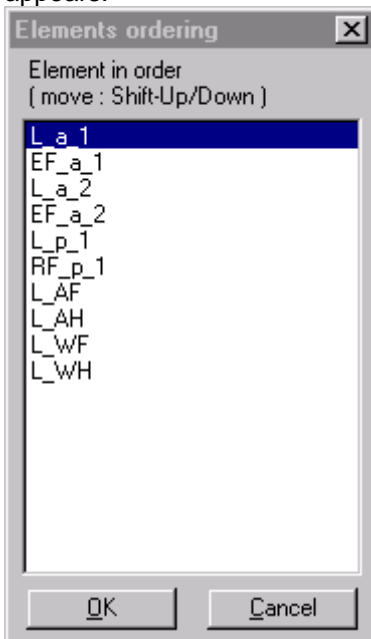 appears.
Elements ordering
Element in order
( move : Shift-Up/Down )
L_a_1
EF_a_1
L_a_2
EF_a_2
L_p_1
RF_p_1
L_AF
L_AH
L_WF
L_WH
OK
Cancel